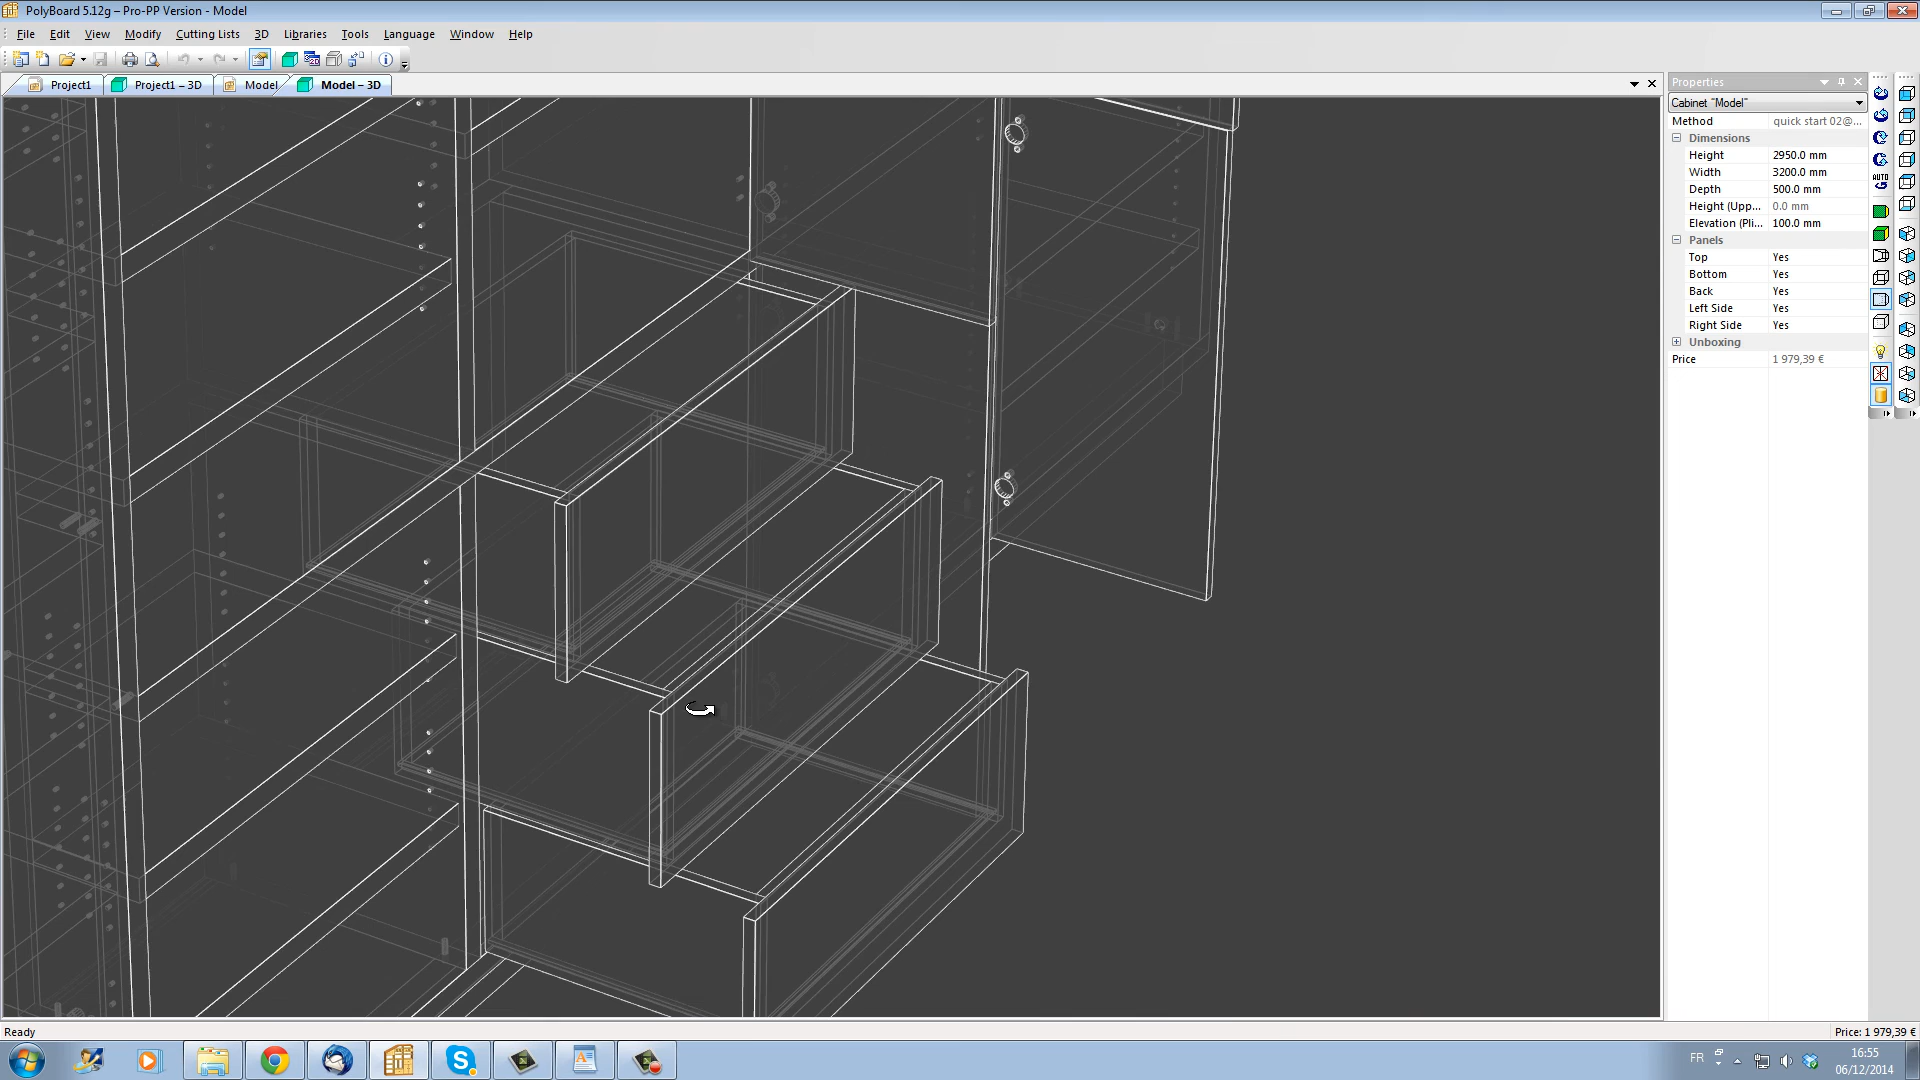 PolyBoard 5.12g – Pro-PP Version - Model
File Edit View Modify Cutting Lists 3D Libraries Tools Language Window Help
Project1 Project1 – 3D Model Model – 3D
Properties
Cabinet "Model"
Method quick start 02@...
Dimensions
Height 2950.0 mm
Width 3200.0 mm
Depth 500.0 mm
Height (Upp... 0.0 mm
Elevation (Pli... 100.0 mm
Panels
Top Yes
Bottom Yes
Back Yes
Left Side Yes
Right Side Yes
Unboxing
Price 1 979,39 €
AUTO
Ready
Price: 1 979,39 €
FR
16:55
06/12/2014